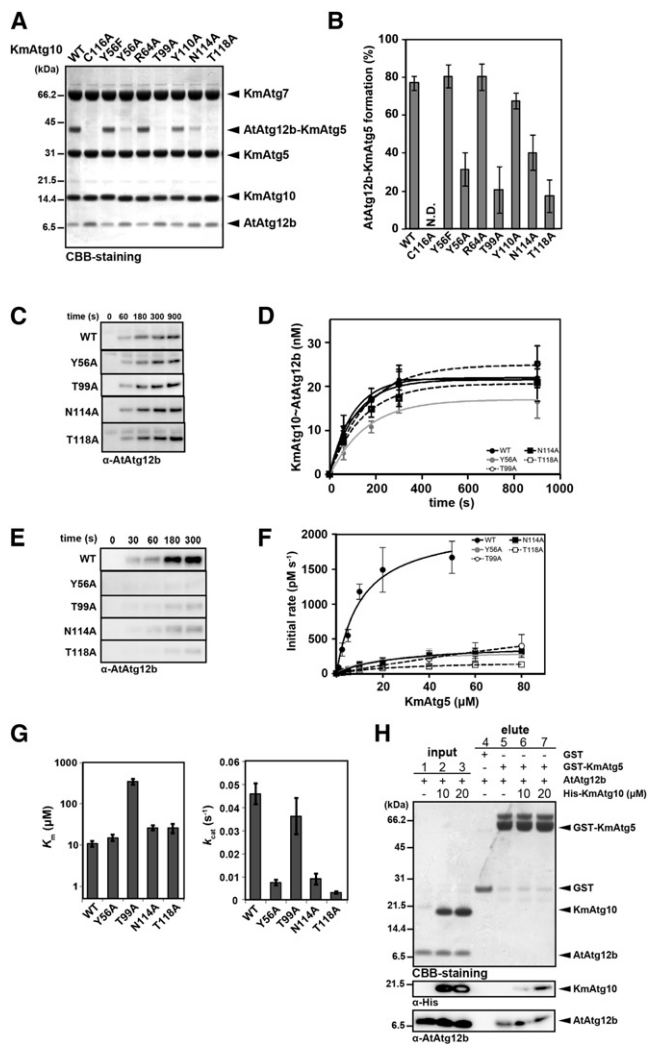 A
KmAtg10
WT C116A Y56F Y56A R64A T99A Y110A N114A T118A
(kDa)
66.2
45
31
21.5
14.4
6.5
KmAtg7
AtAtg12b-KmAtg5
KmAtg5
KmAtg10
AtAtg12b
CBB-staining
B
AtAtg12b-KmAtg5 formation (%)
100
80
60
40
20
0
N.D.
WT C116A Y56F Y56A R64A T99A Y110A N114A T118A
C
time (s) 0 60 180 300 900
WT
Y56A
T99A
N114A
T118A
α-AtAtg12b
D
KmAtg10~AtAtg12b (nM)
30
20
10
0
0 200 400 600 800 1000
time (s)
WT
Y56A
T99A
N114A
T118A
E
time (s) 0 30 60 180 300
WT
Y56A
T99A
N114A
T118A
α-AtAtg12b
F
Initial rate (pM s-1)
2000
1500
1000
500
0
20 40 60 80
KmAtg5 (µM)
WT
Y56A
T99A
N114A
T118A
G
Km (µM)
1000
100
10
1
WT Y56A T99A N114A T118A
kcat (s-1)
0.06
0.05
0.04
0.03
0.02
0.01
0
WT Y56A T99A N114A T118A
H
input
elute
1 2 3 4 5 6 7
- - - + - - - GST
- - - - + + + GST-KmAtg5
+ + + + + + + AtAtg12b
- 10 20 - - 10 20 His-KmAtg10 (µM)
(kDa)
66.2
45
31
21.5
14.4
6.5
GST-KmAtg5
GST
KmAtg10
AtAtg12b
CBB-staining
21.5
KmAtg10
α-His
6.5
AtAtg12b
α-AtAtg12b